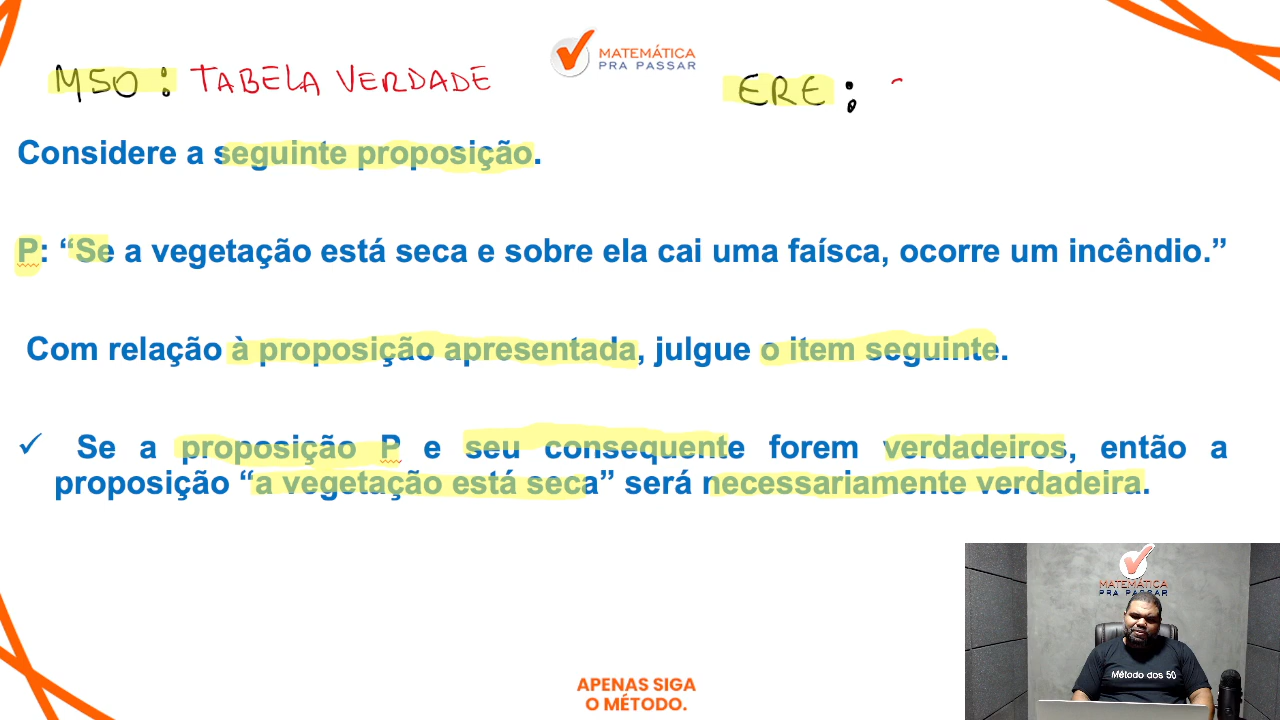 MATEMÁTICA
PRA PASSAR
M50 : TABELA VERDADE
ERE :
Considere a seguinte proposição.
P: “Se a vegetação está seca e sobre ela cai uma faísca, ocorre um incêndio.”
Com relação à proposição apresentada, julgue o item seguinte.
✓ Se a proposição P e seu consequente forem verdadeiros, então a
proposição “a vegetação está seca” será necessariamente verdadeira.
MATEMÁTICA
PRA PASSAR
Método dos 50
APENAS SIGA
O MÉTODO.